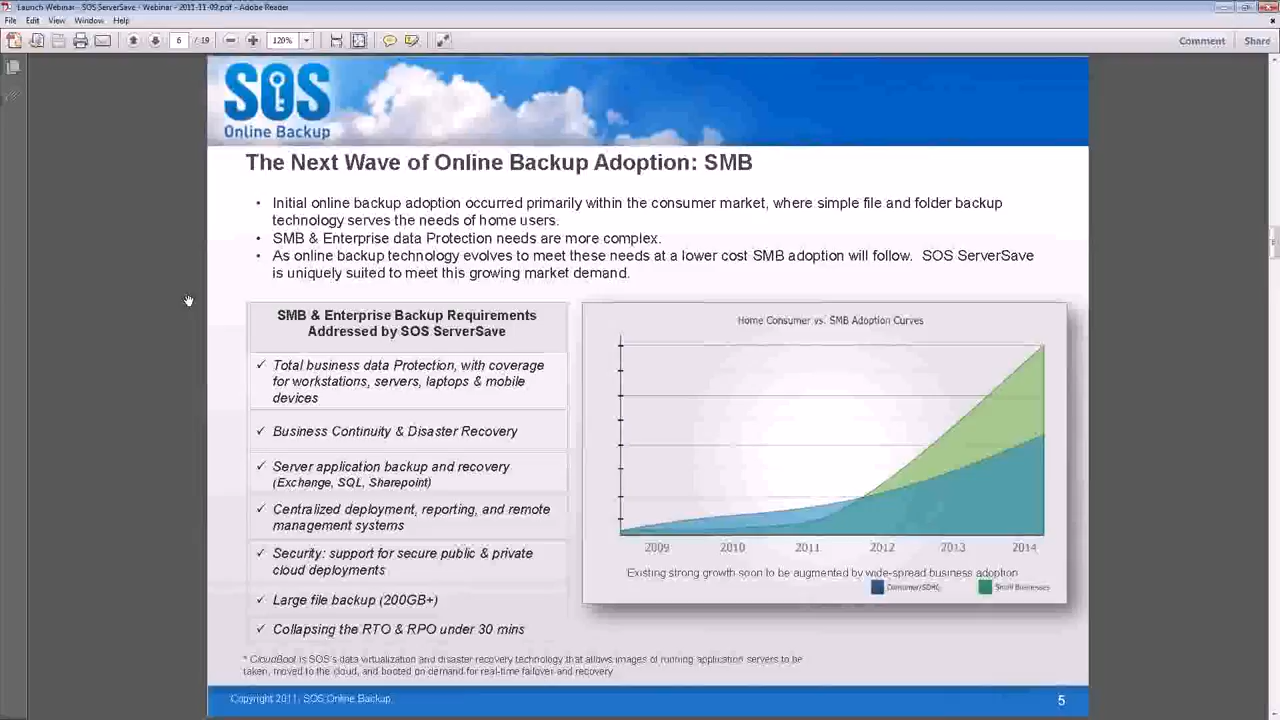 Launch Webinar - SOS ServerSave - Webinar - 2011-11-09.pdf - Adobe Reader
File Edit View Window Help
6 / 19 120% Comment Share
SOS
Online Backup
The Next Wave of Online Backup Adoption: SMB
• Initial online backup adoption occurred primarily within the consumer market, where simple file and folder backup
technology serves the needs of home users.
• SMB & Enterprise data Protection needs are more complex.
• As online backup technology evolves to meet these needs at a lower cost SMB adoption will follow. SOS ServerSave
is uniquely suited to meet this growing market demand.
SMB & Enterprise Backup Requirements
Addressed by SOS ServerSave
✓ Total business data Protection, with coverage
for workstations, servers, laptops & mobile
devices
✓ Business Continuity & Disaster Recovery
✓ Server application backup and recovery
(Exchange, SQL, Sharepoint)
✓ Centralized deployment, reporting, and remote
management systems
✓ Security: support for secure public & private
cloud deployments
✓ Large file backup (200GB+)
✓ Collapsing the RTO & RPO under 30 mins
Home Consumer vs. SMB Adoption Curves
2009 2010 2011 2012 2013 2014
Existing strong growth soon to be augmented by wide-spread business adoption
Consumer/SOHO Small Businesses
* CloudBool is SOS's data virtualization and disaster recovery technology that allows images of running application servers to be
taken, moved to the cloud, and booted on demand for real-time failover and recovery
Copyright 2011. SOS Online Backup. 5